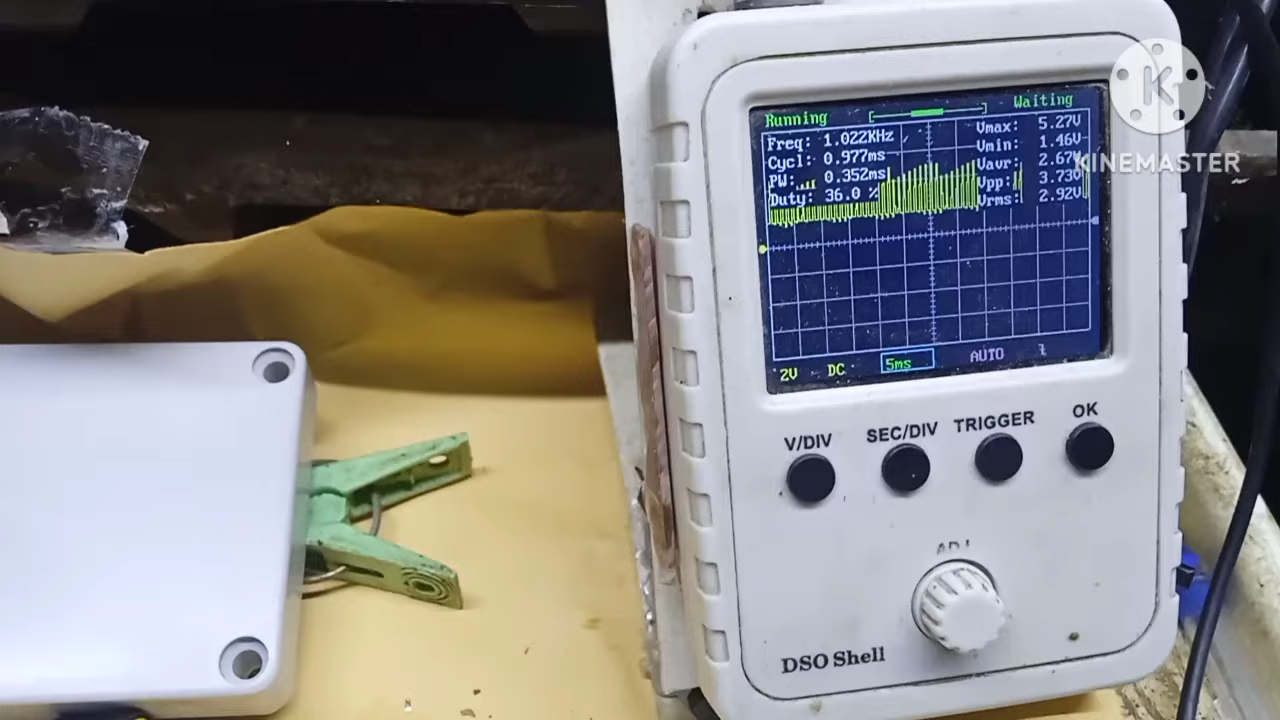 Running
Waiting
Freq: 1.022KHz
Cycl: 0.977ms
PW: 0.352ms
Duty: 36.0 %
Vmax: 5.27V
Vmin: 1.46V
Vavr: 2.67V
Vpp: 3.73V
Vrms: 2.92V
2V DC 5ms AUTO
K
KINEMASTER
V/DIV SEC/DIV TRIGGER OK
ADJ
DSO Shell